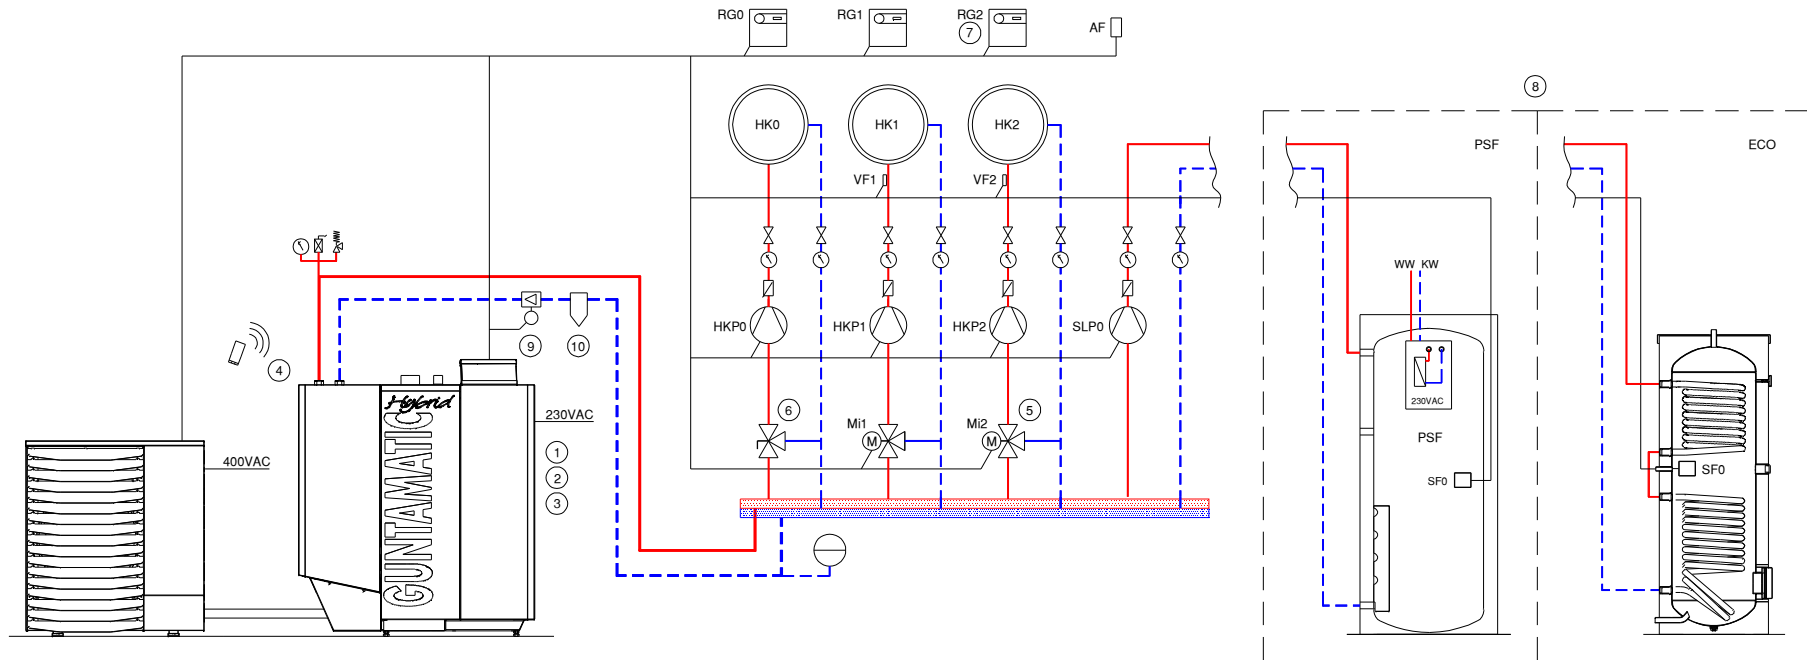 RG0
RG1
RG2
7
AF
8
HK0
HK1
HK2
PSF
ECO
VF1
VF2
WW
KW
HKP0
HKP1
HKP2
SLP0
9
10
4
230VAC
PSF
Hybrid
GUNTAMATIC
230VAC
6
Mi1
M
Mi2
M
5
1
2
3
400VAC
SF0
SF0